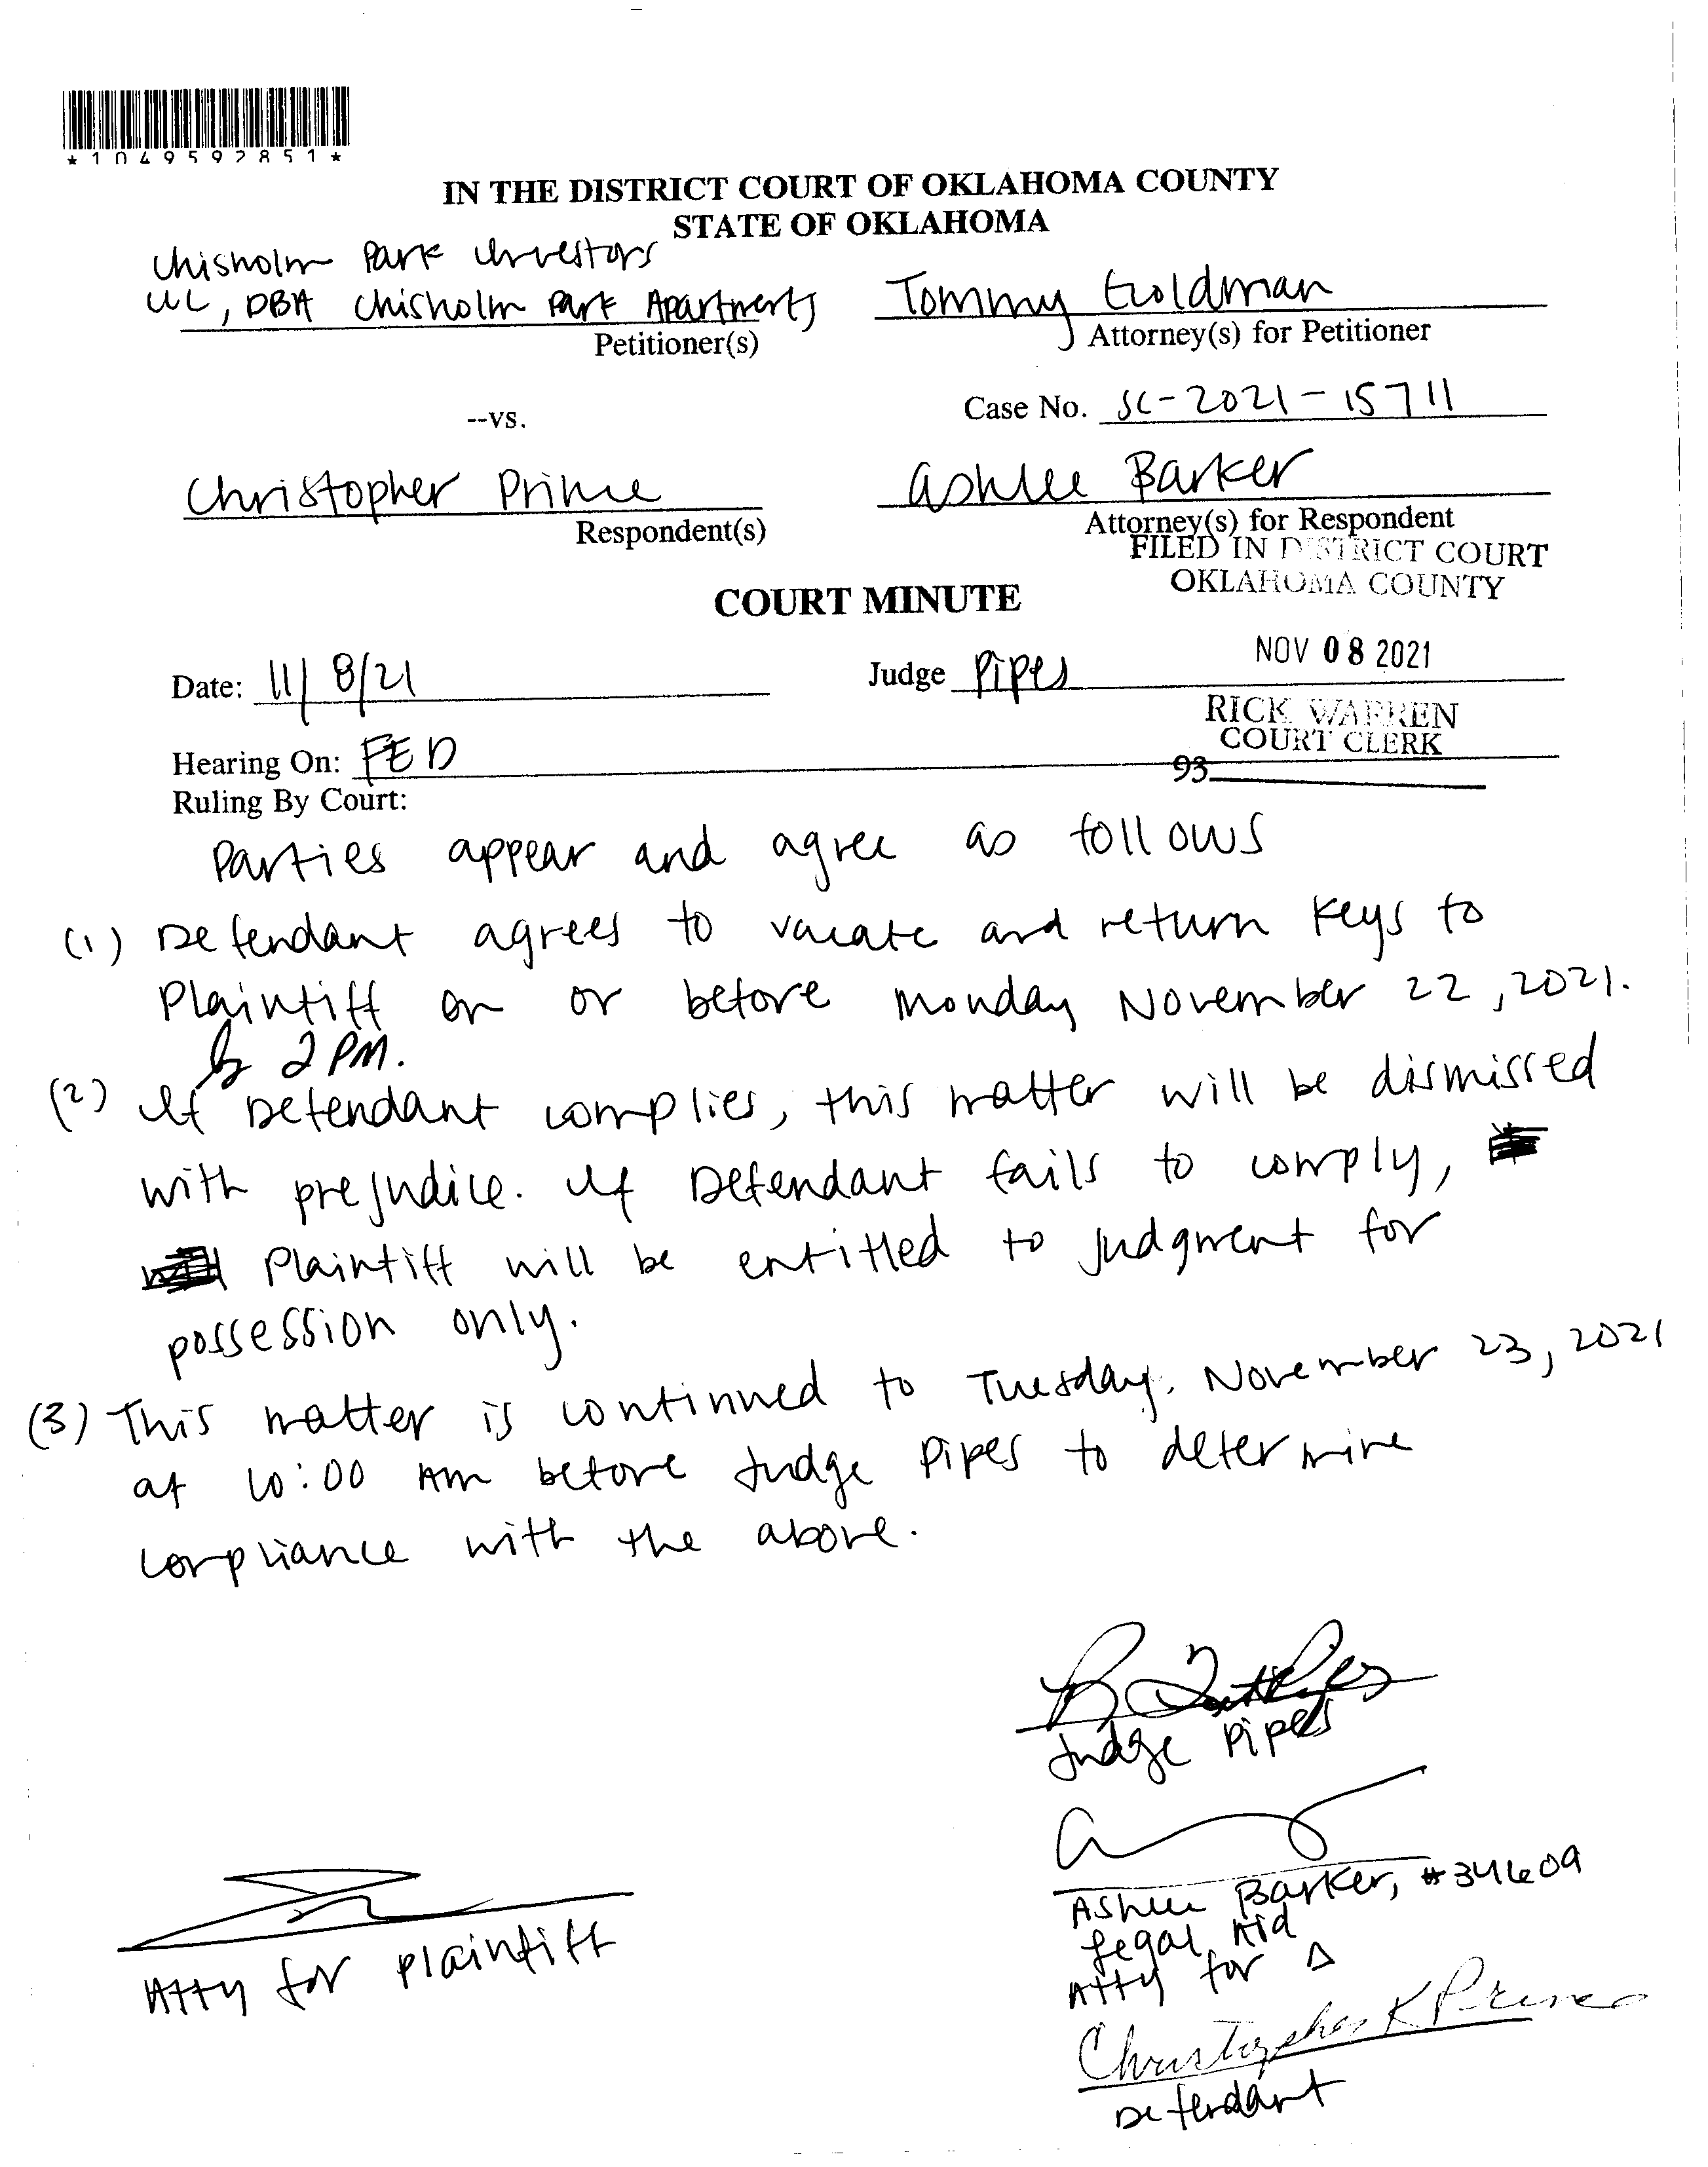 *1049592851*
IN THE DISTRICT COURT OF OKLAHOMA COUNTY
STATE OF OKLAHOMA
Chisholm Park Investors
LLC, DBA Chisholm Park Apartments
Petitioner(s)
Tommy Goldman
Attorney(s) for Petitioner
--vs.
Case No. SC-2021-15711
Christopher Prince
Respondent(s)
Ashlee Barker
Attorney(s) for Respondent
FILED IN DISTRICT COURT
OKLAHOMA COUNTY
COURT MINUTE
NOV 08 2021
Date: 11/8/21
Judge Pipes
RICK WARREN
COURT CLERK
Hearing On: FED
93
Ruling By Court:
Parties appear and agree as follows
(1) Defendant agrees to vacate and return keys to
Plaintiff on or before Monday November 22, 2021.
by 2 PM.
(2) If Defendant complies, this matter will be dismissed
with prejudice. If Defendant fails to comply,
Plaintiff will be entitled to judgment for
possession only.
(3) This matter is continued to Tuesday, November 23, 2021
at 10:00 AM before Judge Pipes to determine
compliance with the above.
Judge Pipes
Ashlee Barker, #34609
Legal Aid
Atty for Δ
Atty for Plaintiff
Christopher K Prince
Defendant